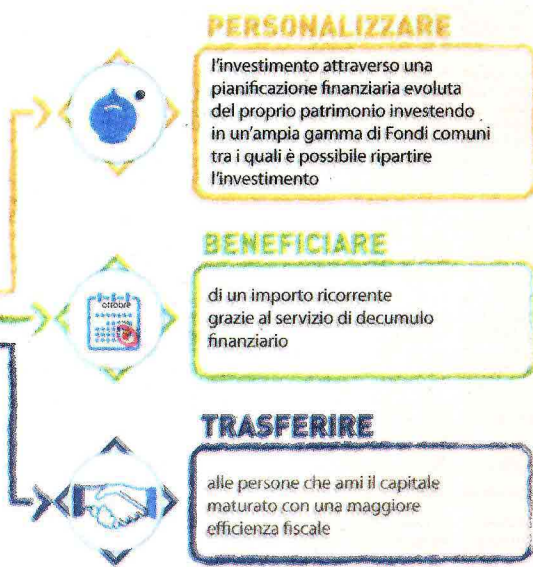 PERSONALIZZARE
l'investimento attraverso una
pianificazione finanziaria evoluta
del proprio patrimonio investendo
in un'ampia gamma di Fondi comuni
tra i quali è possibile ripartire
l'investimento
BENEFICIARE
ottobre
di un importo ricorrente
grazie al servizio di decumulo
finanziario
TRASFERIRE
alle persone che ami il capitale
maturato con una maggiore
efficienza fiscale